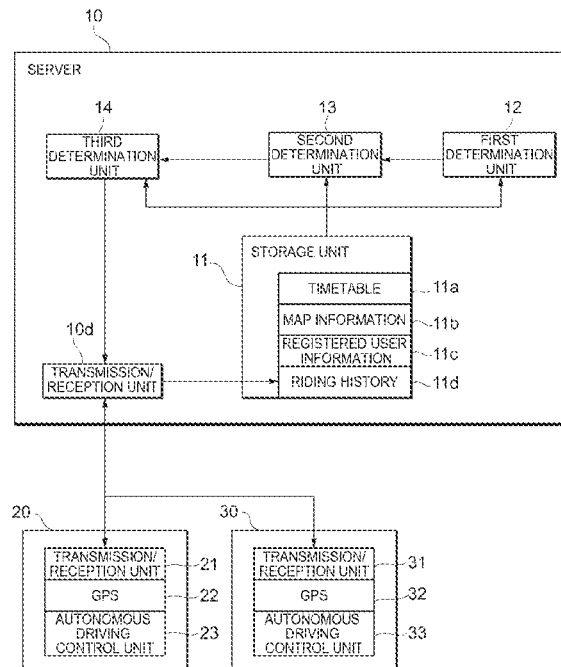 10
SERVER
14
13
12
THIRD
DETERMINATION
UNIT
SECOND
DETERMINATION
UNIT
FIRST
DETERMINATION
UNIT
11
STORAGE UNIT
TIMETABLE
11a
MAP INFORMATION
11b
REGISTERED USER
INFORMATION
11c
RIDING HISTORY
11d
10d
TRANSMISSION/
RECEPTION UNIT
20
TRANSMISSION/
RECEPTION UNIT
21
GPS
22
AUTONOMOUS
DRIVING
CONTROL UNIT
23
30
TRANSMISSION/
RECEPTION UNIT
31
GPS
32
AUTONOMOUS
DRIVING
CONTROL UNIT
33